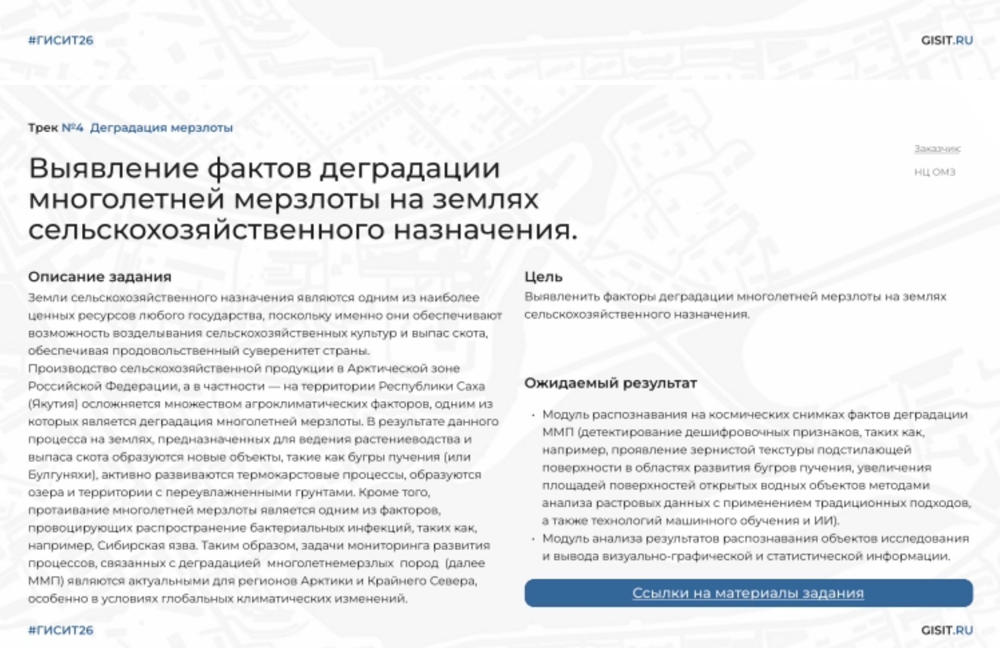 #ГИСИТ26
GISIT.RU
Трек №4 Деградация мерзлоты
Заказчик
НЦ ОМЗ
Выявление фактов деградации
многолетней мерзлоты на землях
сельскохозяйственного назначения.
Описание задания
Земли сельскохозяйственного назначения являются одним из наиболее
ценных ресурсов любого государства, поскольку именно они обеспечивают
возможность возделывания сельскохозяйственных культур и выпас скота,
обеспечивая продовольственный суверенитет страны.
Производство сельскохозяйственной продукции в Арктической зоне
Российской Федерации, а в частности — на территории Республики Саха
(Якутия) осложняется множеством агроклиматических факторов, одним из
которых является деградация многолетней мерзлоты. В результате данного
процесса на землях, предназначенных для ведения растениеводства и
выпаса скота образуются новые объекты, такие как бугры пучения (или
Булгуняхи), активно развиваются термокарстовые процессы, образуются
озера и территории с переувлажненными грунтами. Кроме того,
протаивание многолетней мерзлоты является одним из факторов,
провоцирующих распространение бактериальных инфекций, таких как,
например, Сибирская язва. Таким образом, задачи мониторинга развития
процессов, связанных с деградацией многолетнемерзлых пород (далее
ММП) являются актуальными для регионов Арктики и Крайнего Севера,
особенно в условиях глобальных климатических изменений.
Цель
Выявленить факторы деградации многолетней мерзлоты на землях
сельскохозяйственного назначения.
Ожидаемый результат
• Модуль распознавания на космических снимках фактов деградации
ММП (детектирование дешифровочных признаков, таких как,
например, проявление зернистой текстуры подстилающей
поверхности в областях развития бугров пучения, увеличения
площадей поверхностей открытых водных объектов методами
анализа растровых данных с применением традиционных подходов,
а также технологий машинного обучения и ИИ).
• Модуль анализа результатов распознавания объектов исследования
и вывода визуально-графической и статистической информации.
Ссылки на материалы задания
#ГИСИТ26
GISIT.RU